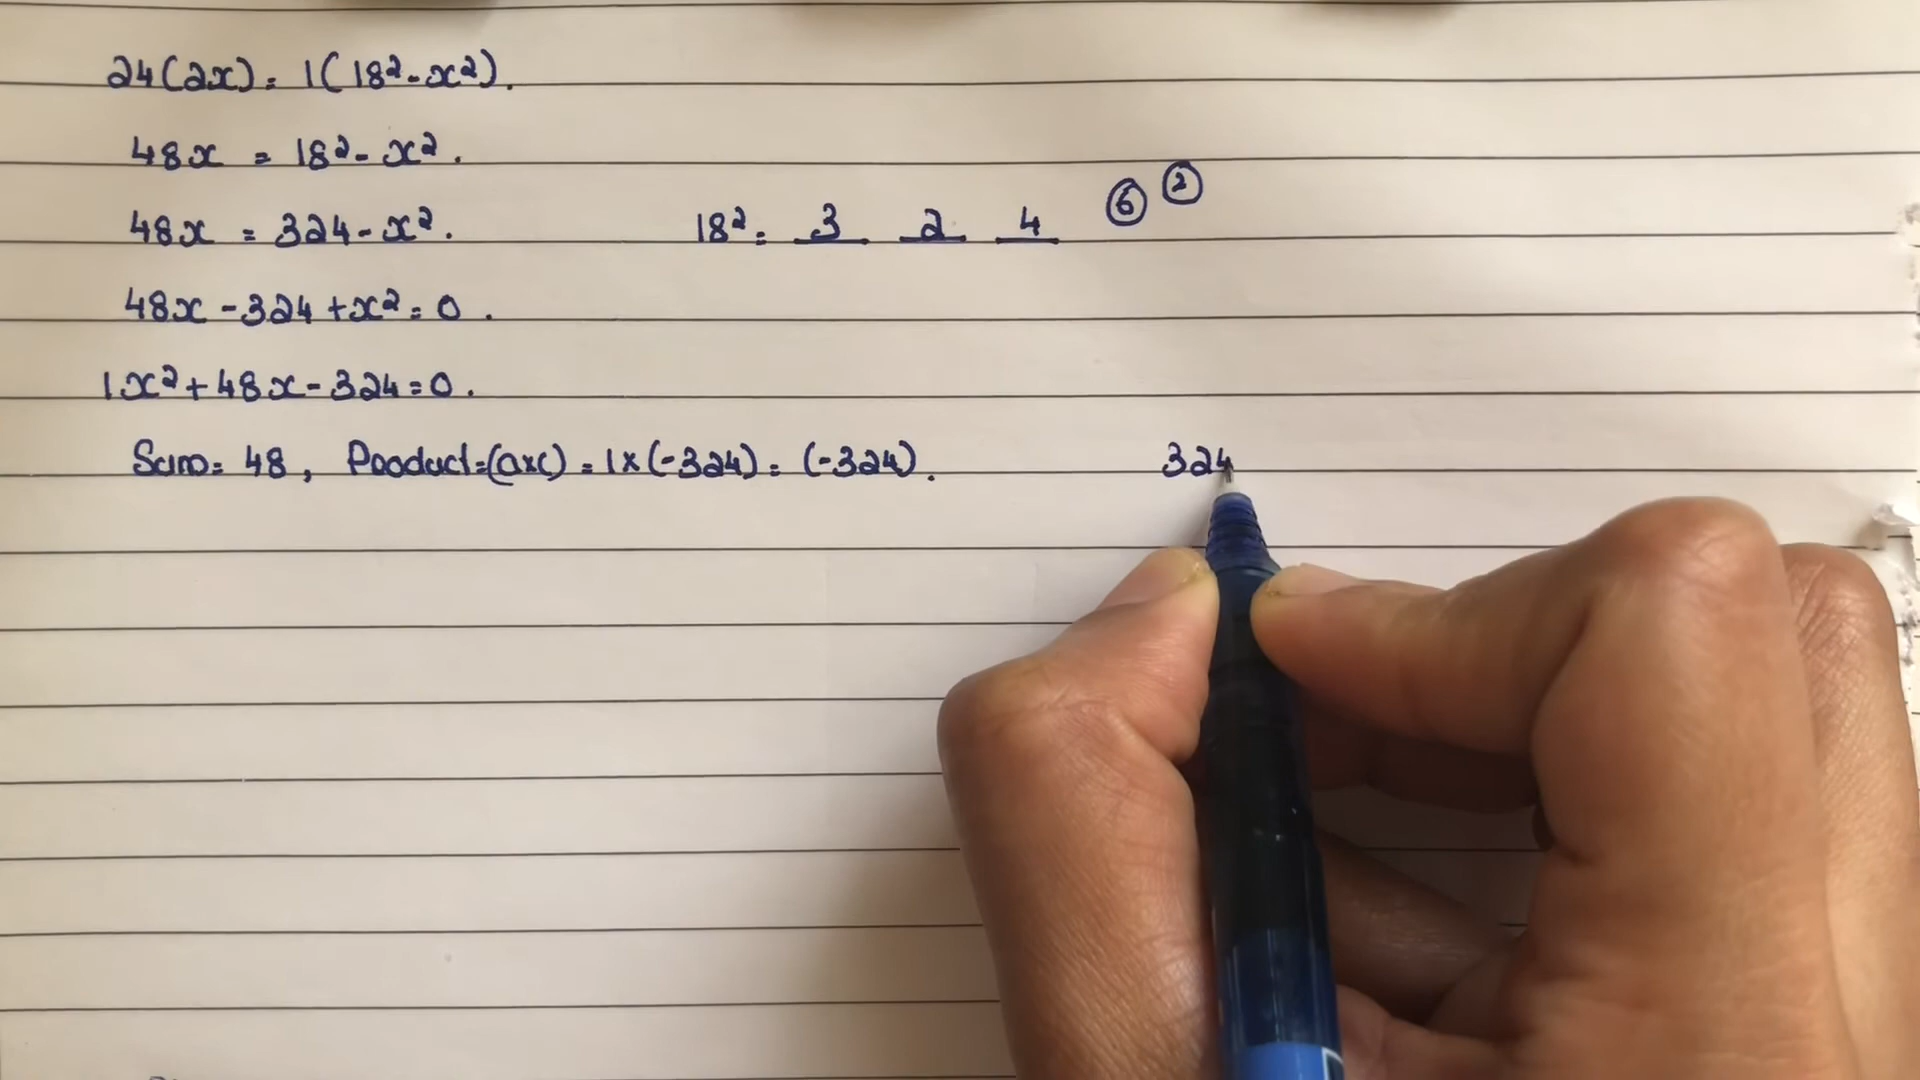 24(2x) = 1(18² - x²).
48x = 18² - x².
48x = 324 - x². 18² = 3 2 4 6 2
48x - 324 + x² = 0.
1x² + 48x - 324 = 0.
Sum = 48, Product = (axc) = 1 x (-324) = (-324). 324